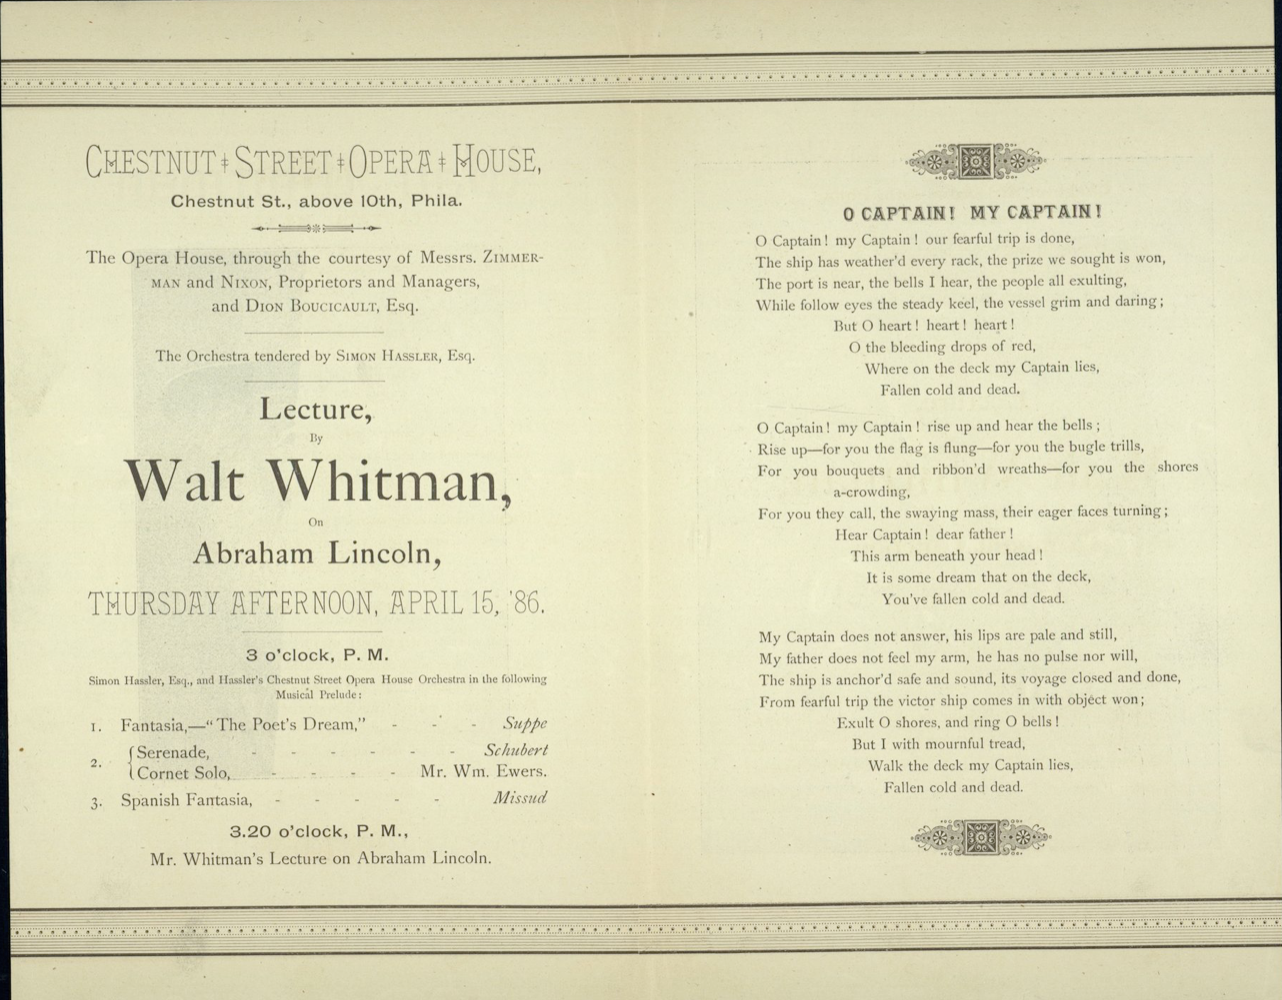 CHESTNUT ‡ STREET ‡ OPERA ‡ HOUSE,
Chestnut St., above 10th, Phila.
The Opera House, through the courtesy of Messrs. ZIMMER-
MAN and NIXON, Proprietors and Managers,
and DION BOUCICAULT, Esq.
The Orchestra tendered by SIMON HASSLER, Esq.
Lecture,
By
Walt Whitman,
On
Abraham Lincoln,
THURSDAY AFTERNOON, APRIL 15, '86.
3 o'clock, P. M.
Simon Hassler, Esq., and Hassler's Chestnut Street Opera House Orchestra in the following
Musical Prelude:
1. Fantasia,—"The Poet's Dream," - - - Suppe
2. { Serenade, - - - - - - Schubert
{ Cornet Solo, - - - - Mr. Wm. Ewers.
3. Spanish Fantasia, - - - - - Missud
3.20 o'clock, P. M.,
Mr. Whitman's Lecture on Abraham Lincoln.
O CAPTAIN! MY CAPTAIN!
O Captain! my Captain! our fearful trip is done,
The ship has weather'd every rack, the prize we sought is won,
The port is near, the bells I hear, the people all exulting,
While follow eyes the steady keel, the vessel grim and daring;
But O heart! heart! heart!
O the bleeding drops of red,
Where on the deck my Captain lies,
Fallen cold and dead.
O Captain! my Captain! rise up and hear the bells;
Rise up—for you the flag is flung—for you the bugle trills,
For you bouquets and ribbon'd wreaths—for you the shores
a-crowding,
For you they call, the swaying mass, their eager faces turning;
Hear Captain! dear father!
This arm beneath your head!
It is some dream that on the deck,
You've fallen cold and dead.
My Captain does not answer, his lips are pale and still,
My father does not feel my arm, he has no pulse nor will,
The ship is anchor'd safe and sound, its voyage closed and done,
From fearful trip the victor ship comes in with object won;
Exult O shores, and ring O bells!
But I with mournful tread,
Walk the deck my Captain lies,
Fallen cold and dead.